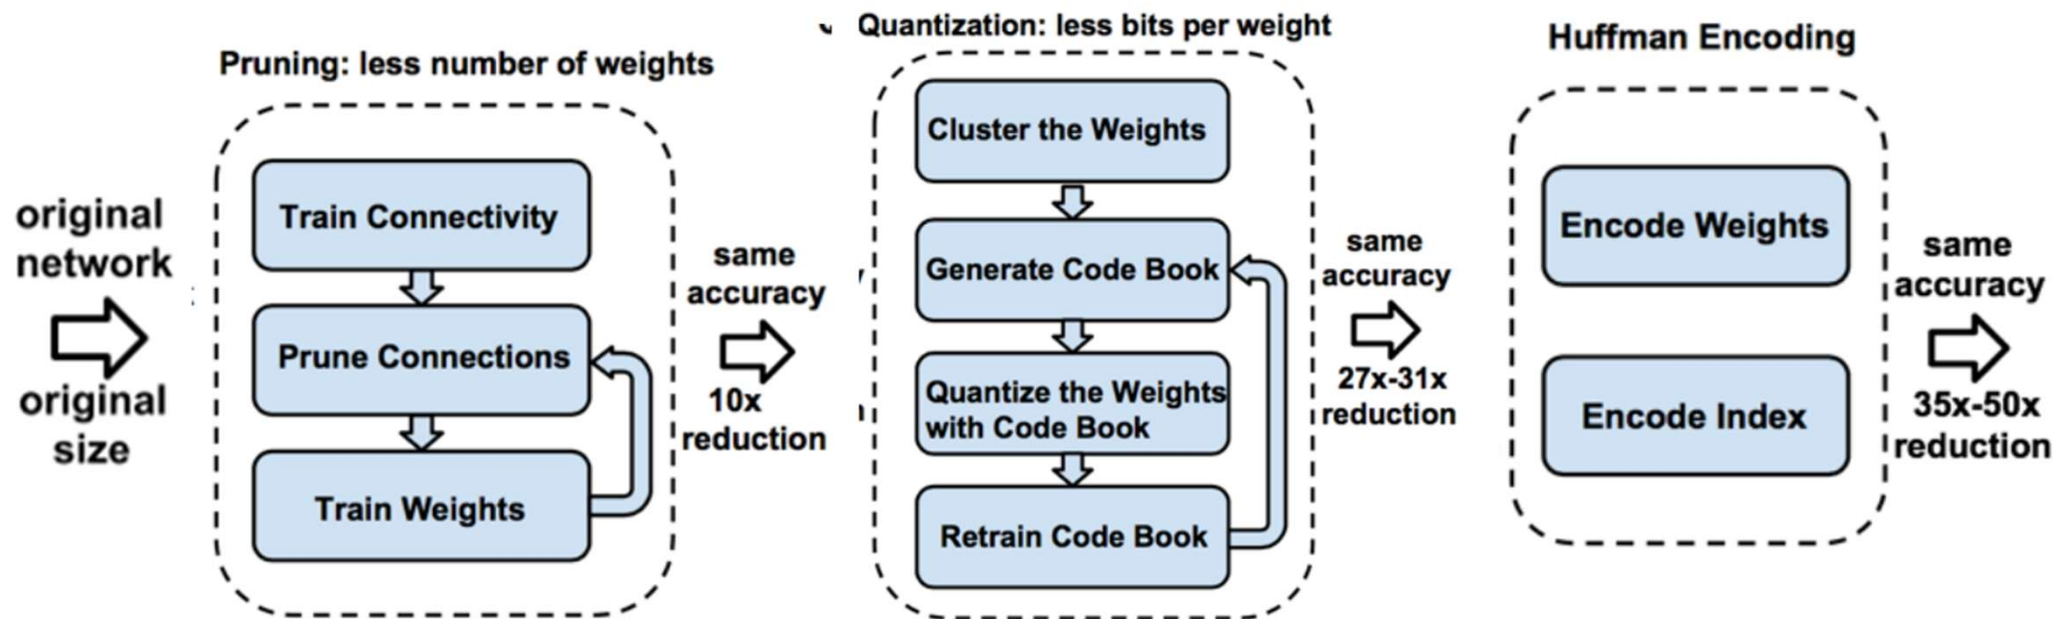 original
network
original
size
Pruning: less number of weights
Train Connectivity
Prune Connections
Train Weights
same
accuracy
10x
reduction
Quantization: less bits per weight
Cluster the Weights
Generate Code Book
Quantize the Weights
with Code Book
Retrain Code Book
same
accuracy
27x-31x
reduction
Huffman Encoding
Encode Weights
Encode Index
same
accuracy
35x-50x
reduction